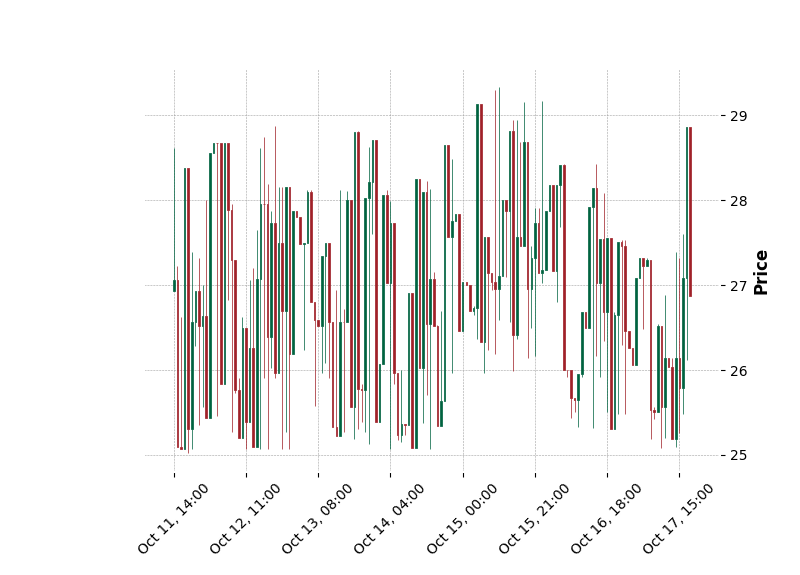 29
28
27
26
25
Price
Oct 11, 14:00
Oct 12, 11:00
Oct 13, 08:00
Oct 14, 04:00
Oct 15, 00:00
Oct 15, 21:00
Oct 16, 18:00
Oct 17, 15:00